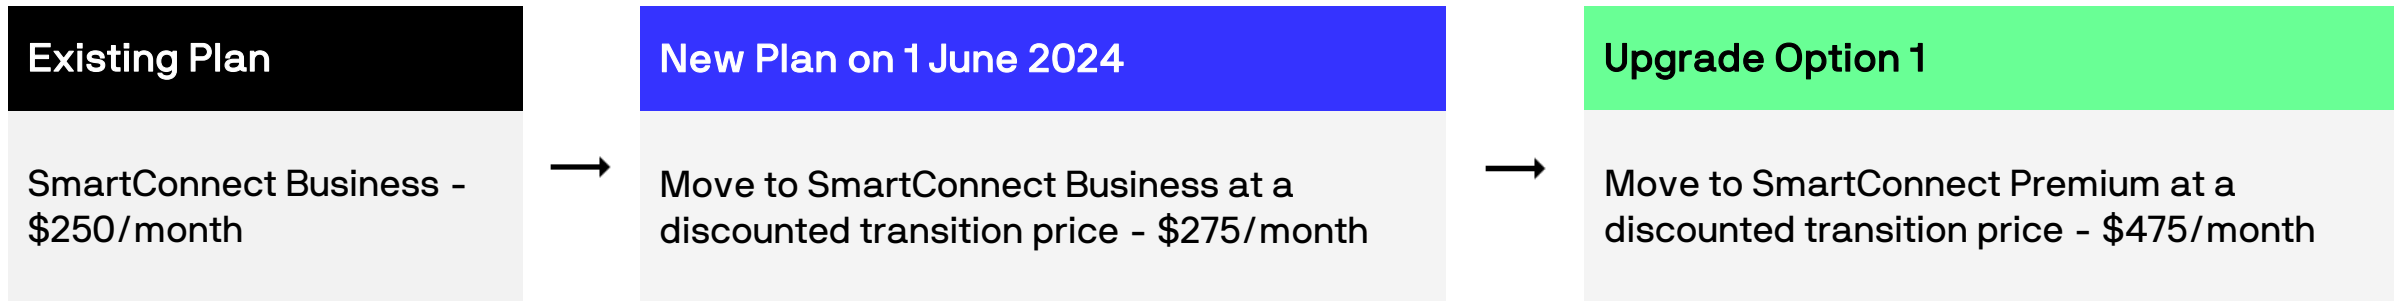 Existing Plan
SmartConnect Business -
$250/month
New Plan on 1 June 2024
Move to SmartConnect Business at a
discounted transition price - $275/month
Upgrade Option 1
Move to SmartConnect Premium at a
discounted transition price - $475/month